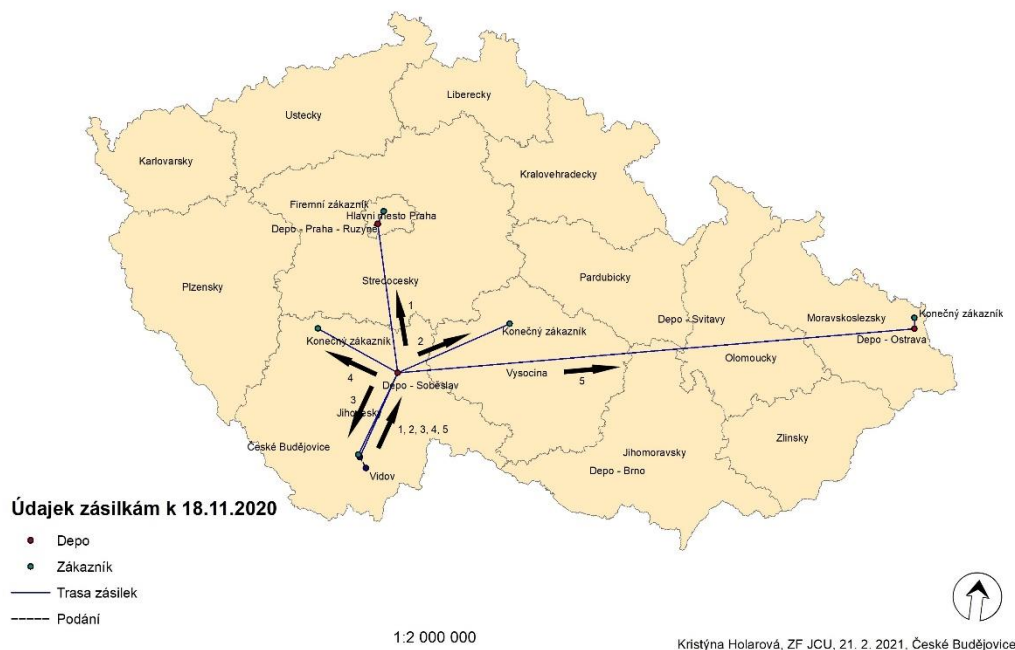 Liberecky
Ustecky
Karlovarsky
Kralovehradecky
Firemní zákazník
Hlavni mesto Praha
Depo - Praha - Ruzyně
Plzensky
Stredocesky
Pardubicky
1
Moravskoslezsky
Konečný zákazník
Depo - Svitavy
Depo - Ostrava
Konečný zákazník
2
Konečný zákazník
Olomoucky
4
Depo - Soběslav
Vysocina
5
3
Jihocesky
1, 2, 3, 4, 5
Zlinsky
České Budějovice
Jihomoravsky
Depo - Brno
Vidov
Údajek zásilkám k 18.11.2020
Depo
Zákazník
Trasa zásilek
Podání
1:2 000 000
Kristýna Holarová, ZF JCU, 21. 2. 2021, České Budějovice